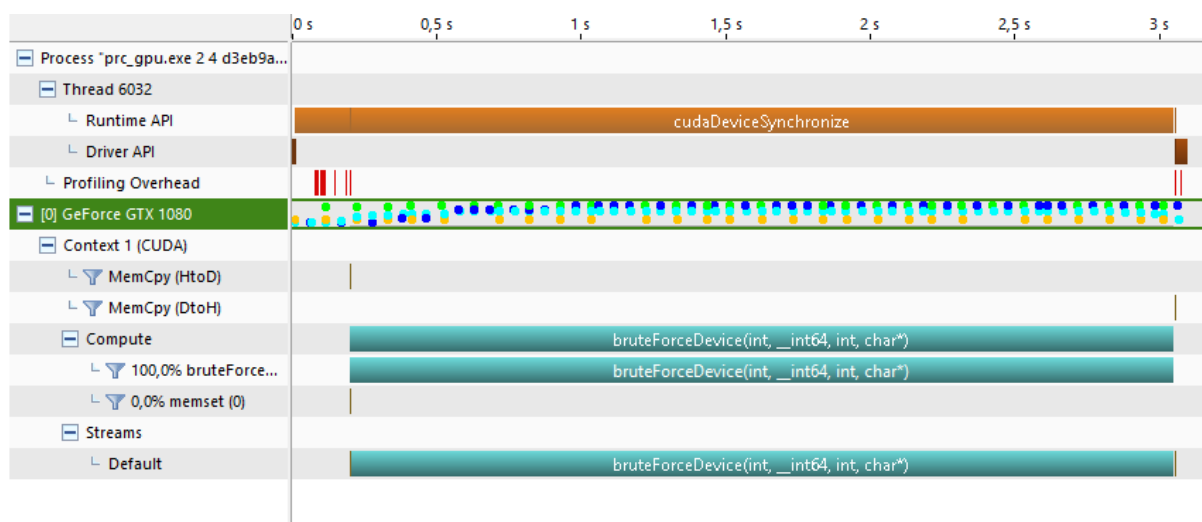 0 s 0,5 s 1 s 1,5 s 2 s 2,5 s 3 s
Process "prc_gpu.exe 2 4 d3eb9a...
Thread 6032
Runtime API cudaDeviceSynchronize
Driver API
Profiling Overhead
[0] GeForce GTX 1080
Context 1 (CUDA)
MemCpy (HtoD)
MemCpy (DtoH)
Compute bruteForceDevice(int, __int64, int, char*)
100,0% bruteForce... bruteForceDevice(int, __int64, int, char*)
0,0% memset (0)
Streams
Default bruteForceDevice(int, __int64, int, char*)